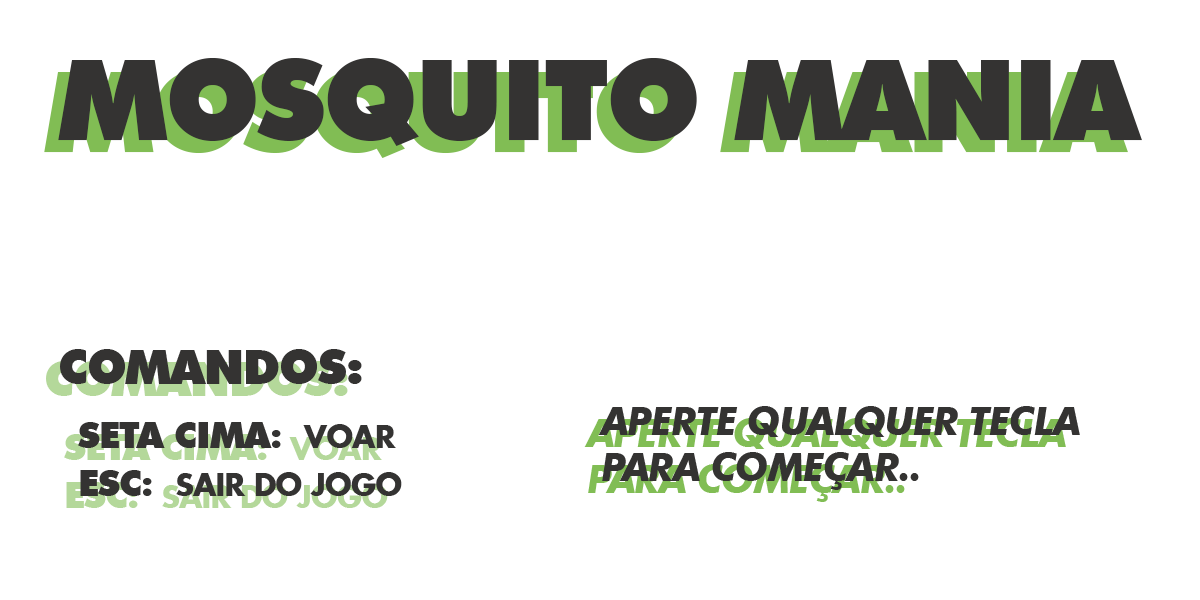 MOSQUITO MANIA
COMANDOS:
SETA CIMA: VOAR
ESC: SAIR DO JOGO
APERTE QUALQUER TECLA
PARA COMEÇAR..